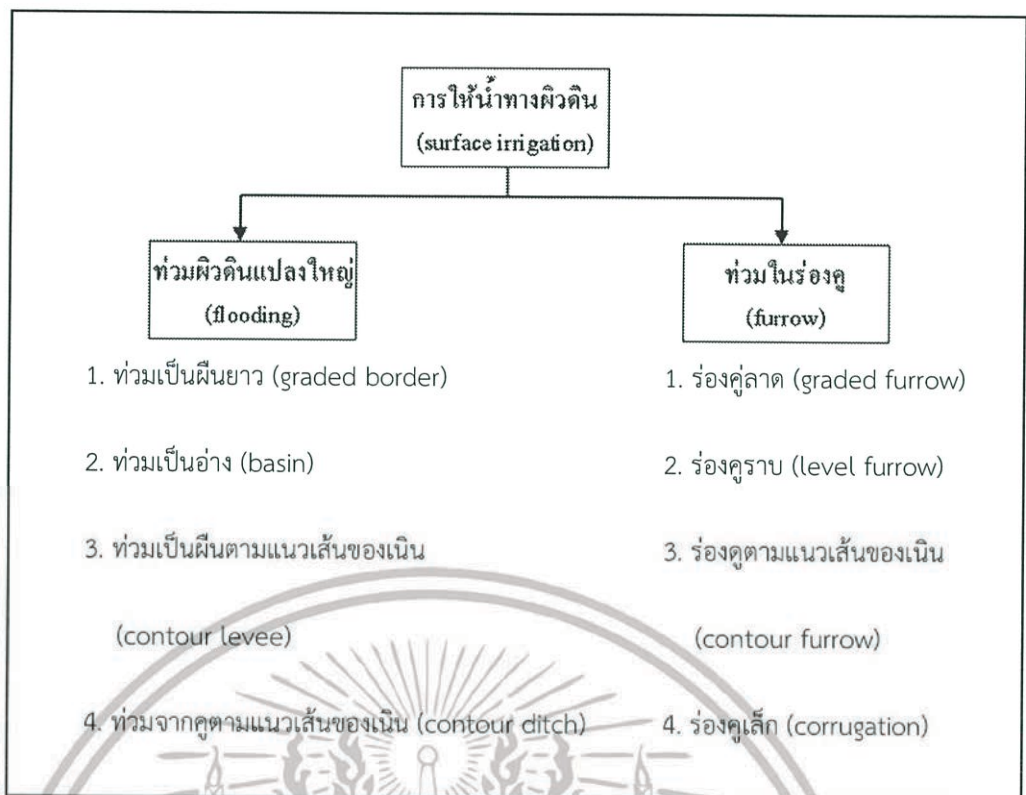 การให้น้ำทางผิวดิน
(surface irrigation)
ท่วมผิวดินแปลงใหญ่
(flooding)
1. ท่วมเป็นผืนยาว (graded border)
2. ท่วมเป็นอ่าง (basin)
3. ท่วมเป็นผืนตามแนวเส้นของเนิน
(contour levee)
4. ท่วมจากคูตามแนวเส้นของเนิน (contour ditch)
ท่วมในร่องคู
(furrow)
1. ร่องคู่ลาด (graded furrow)
2. ร่องคูราบ (level furrow)
3. ร่องดูตามแนวเส้นของเนิน
(contour furrow)
4. ร่องคูเล็ก (corrugation)